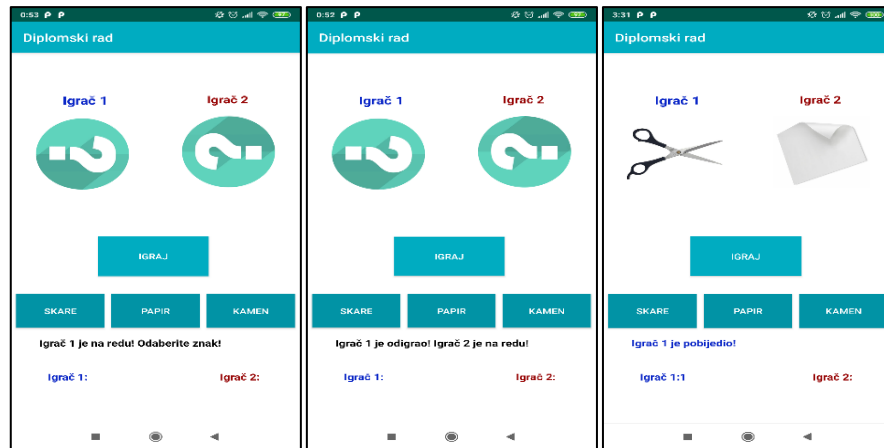 0:53
Diplomski rad
Igrač 1
Igrač 2
IGRAJ
SKARE
PAPIR
KAMEN
Igrač 1 je na redu! Odaberite znak!
Igrač 1:
Igrač 2:
0:52
Diplomski rad
Igrač 1
Igrač 2
IGRAJ
SKARE
PAPIR
KAMEN
Igrač 1 je odigrao! Igrač 2 je na redu!
Igrač 1:
Igrač 2:
3:31
Diplomski rad
Igrač 1
Igrač 2
IGRAJ
SKARE
PAPIR
KAMEN
Igrač 1 je pobijedio!
Igrač 1:1
Igrač 2: